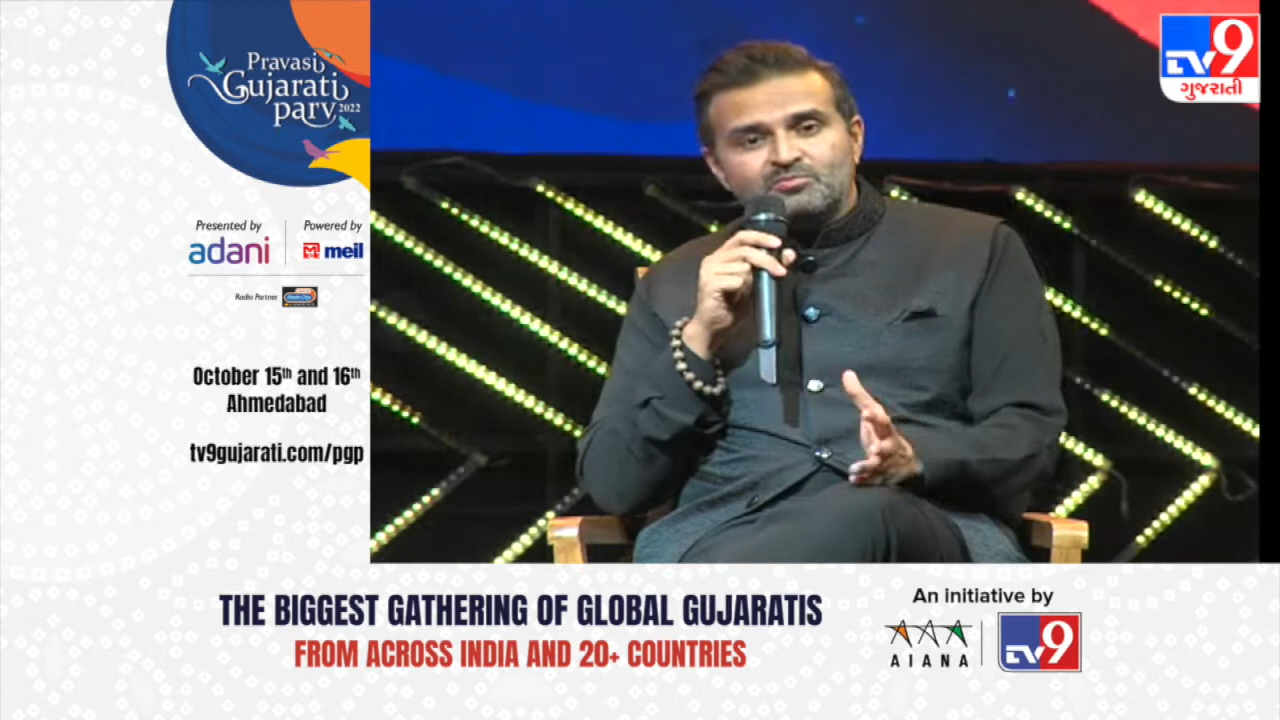 Pravasi
Gujarati
parv 2022
Presented by
adani
Powered by
meil
Radio Partner
Radio City
October 15th and 16th
Ahmedabad
tv9gujarati.com/pgp
TV9
ગુજરાતી
THE BIGGEST GATHERING OF GLOBAL GUJARATIS
FROM ACROSS INDIA AND 20+ COUNTRIES
An initiative by
AIANA
TV9